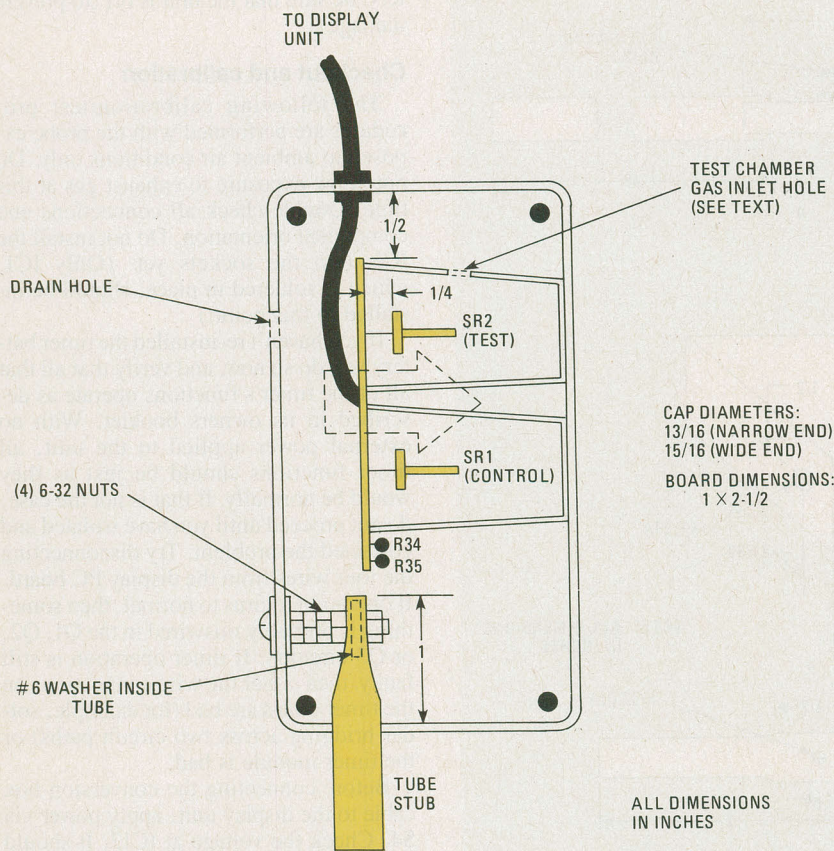 TO DISPLAY
UNIT
TEST CHAMBER
GAS INLET HOLE
(SEE TEXT)
1/2
DRAIN HOLE
1/4
SR2
(TEST)
CAP DIAMETERS:
13/16 (NARROW END)
15/16 (WIDE END)
BOARD DIMENSIONS:
1 × 2-1/2
SR1
(CONTROL)
(4) 6-32 NUTS
R34
R35
1
#6 WASHER INSIDE
TUBE
TUBE
STUB
ALL DIMENSIONS
IN INCHES